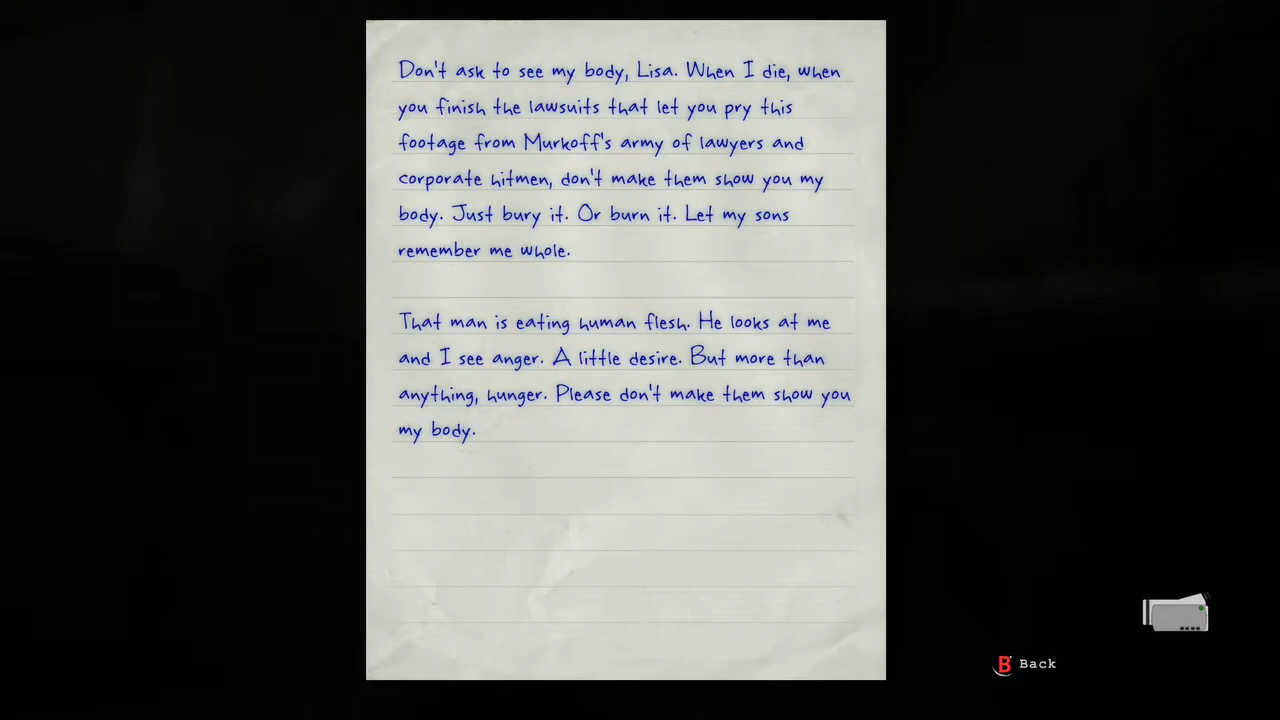 Don't ask to see my body, Lisa. When I die, when
you finish the lawsuits that let you pry this
footage from Murkoff's army of lawyers and
corporate hitmen, don't make them show you my
body. Just bury it. Or burn it. Let my sons
remember me whole.
That man is eating human flesh. He looks at me
and I see anger. A little desire. But more than
anything, hunger. Please don't make them show you
my body.
B Back